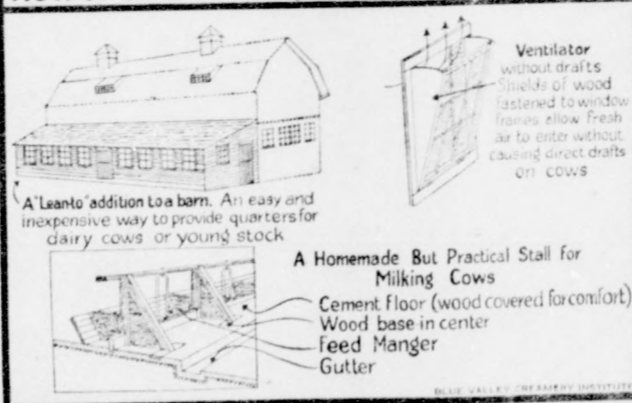 Ventilator
without drafts
Shields of wood
fastened to window
frames allow fresh
air to enter without
causing direct drafts
on cows
A "Lean-to" addition to a barn. An easy and
inexpensive way to provide quarters for
dairy cows or young stock
A Homemade But Practical Stall for
Milking Cows
Cement floor (wood covered for comfort)
Wood base in center
Feed Manger
Gutter
BLUE VALLEY CREAMERY INSTITUTE